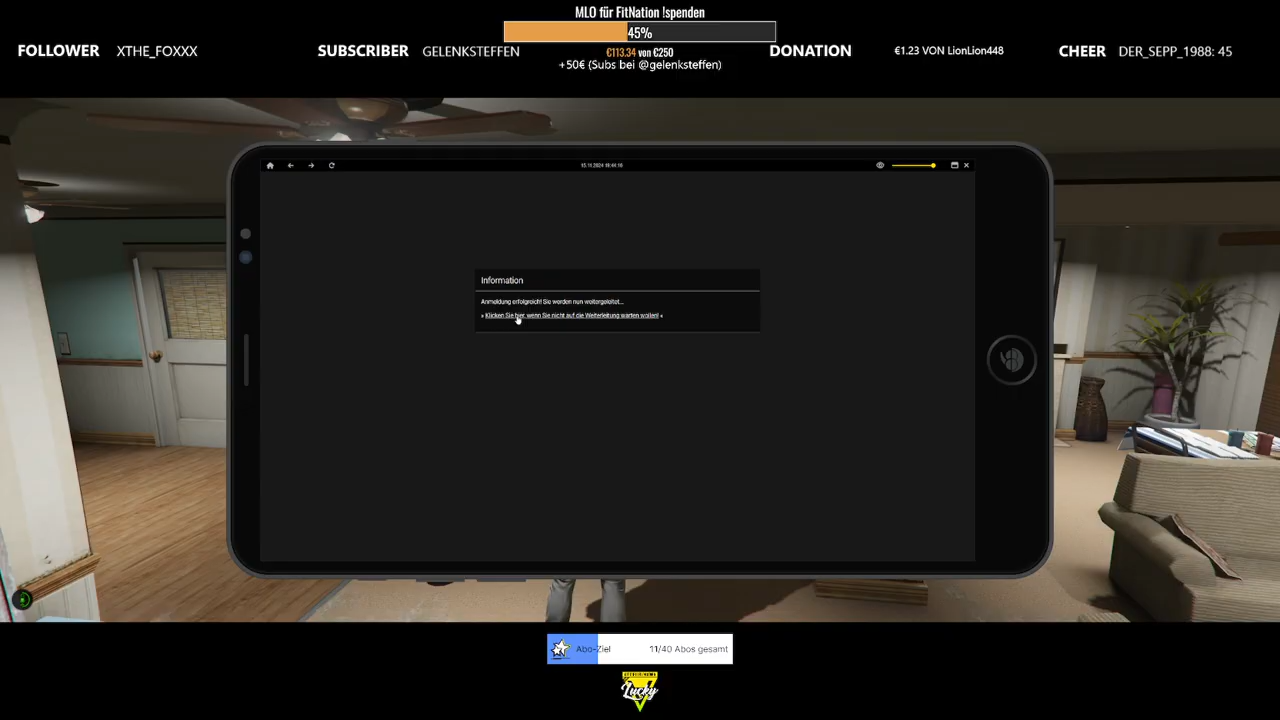 MLO für FitNation !spenden
45%
FOLLOWER XTHE_FOXXX SUBSCRIBER GELENKSTEFFEN €113.34 von €250 DONATION €1.23 VON LionLion448 CHEER DER_SEPP_1988: 45
+50€ (Subs bei @gelenksteffen)
Information
Anmeldung erfolgreich! Sie werden nun weitergeleitet...
» Klicken Sie hier, wenn Sie nicht auf die Weiterleitung warten wollen! «
Abo-Ziel 11/40 Abos gesamt
Lucky